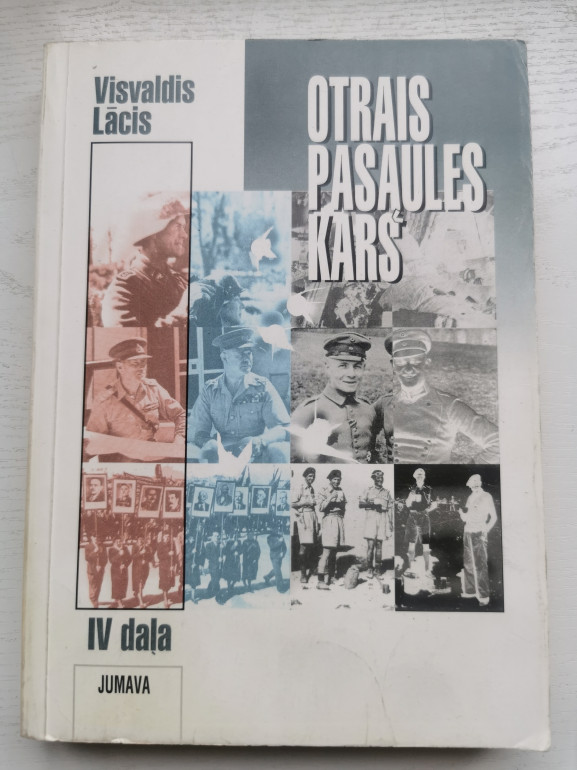 Visvaldis
Lācis
OTRAIS
PASAULES
KARŠ
IV daļa
JUMAVA